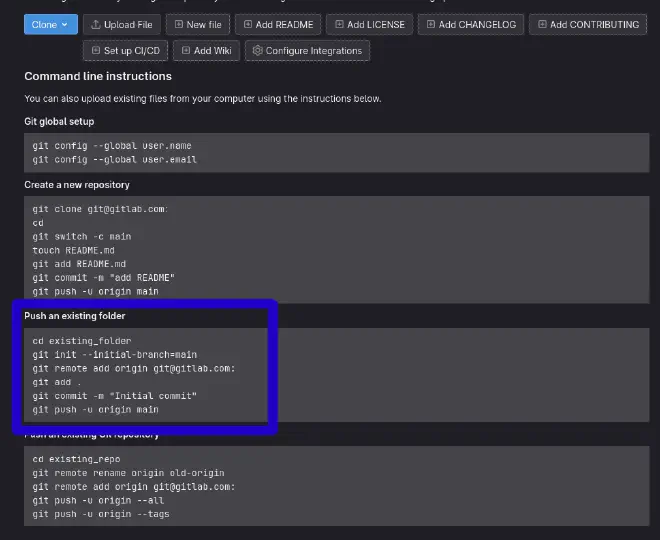 Clone
Upload File
New file
Add README
Add LICENSE
Add CHANGELOG
Add CONTRIBUTING
Set up CI/CD
Add Wiki
Configure Integrations
Command line instructions
You can also upload existing files from your computer using the instructions below.
Git global setup
git config --global user.name
git config --global user.email
Create a new repository
git clone git@gitlab.com:
cd
git switch -c main
touch README.md
git add README.md
git commit -m "add README"
git push -u origin main
Push an existing folder
cd existing_folder
git init --initial-branch=main
git remote add origin git@gitlab.com:
git add .
git commit -m "Initial commit"
git push -u origin main
Push an existing Git repository
cd existing_repo
git remote rename origin old-origin
git remote add origin git@gitlab.com:
git push -u origin --all
git push -u origin --tags